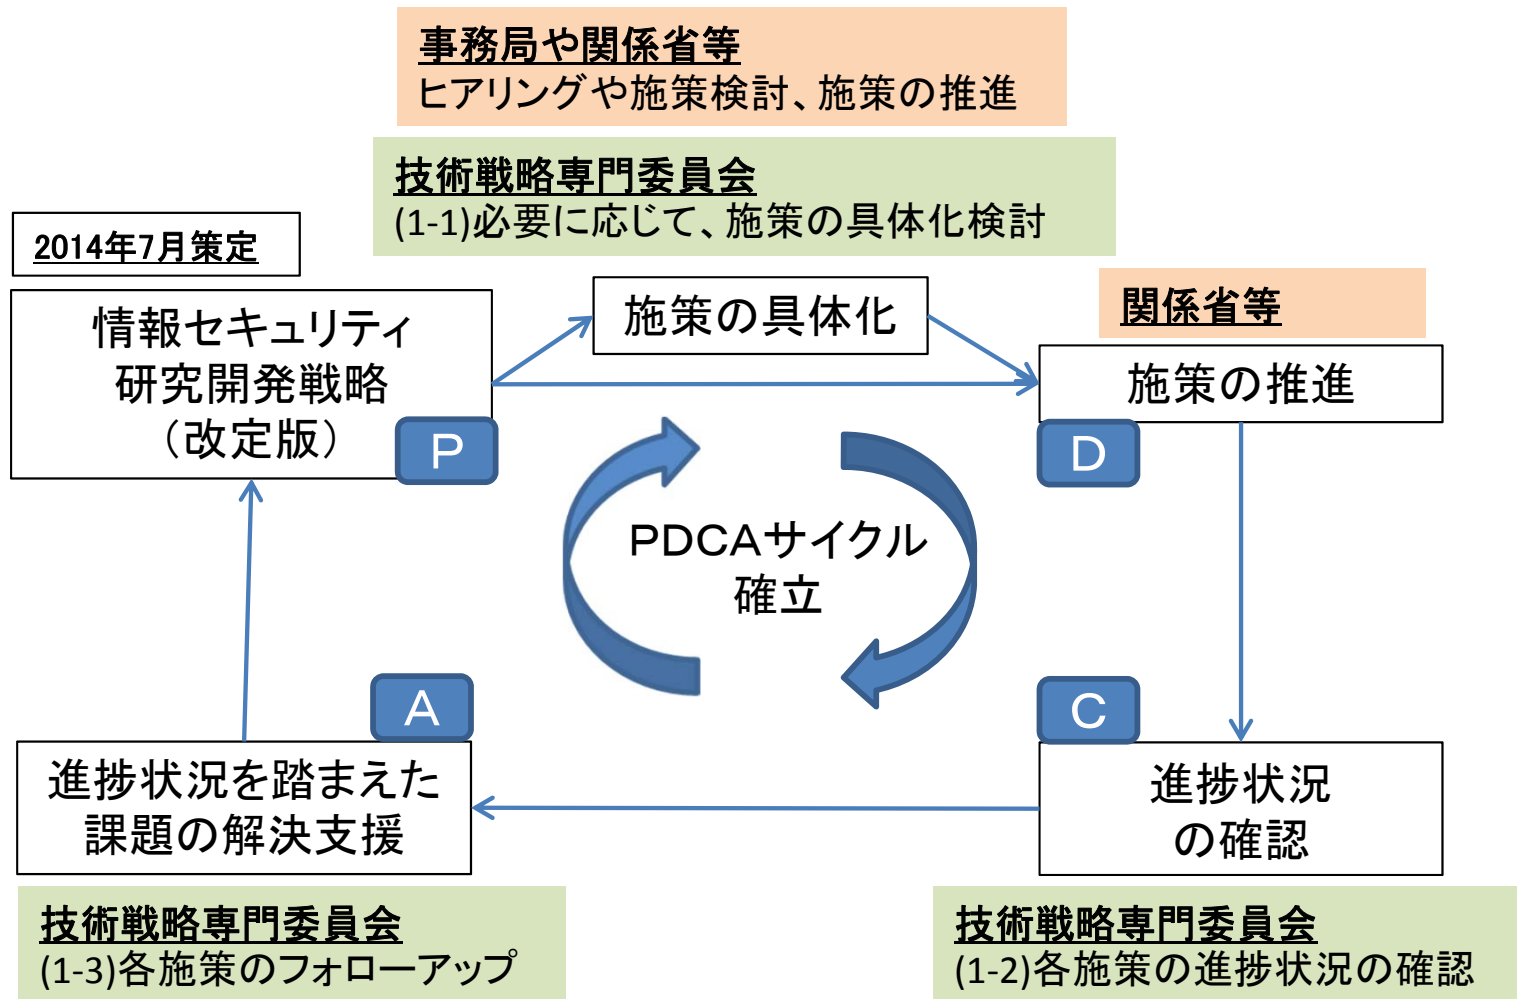 事務局や関係省等
ヒアリングや施策検討、施策の推進
技術戦略専門委員会
(1-1)必要に応じて、施策の具体化検討
2014年7月策定
情報セキュリティ
研究開発戦略
（改定版）
P
施策の具体化
関係省等
施策の推進
D
PDCAサイクル
確立
A
進捗状況を踏まえた
課題の解決支援
技術戦略専門委員会
(1-3)各施策のフォローアップ
C
進捗状況
の確認
技術戦略専門委員会
(1-2)各施策の進捗状況の確認